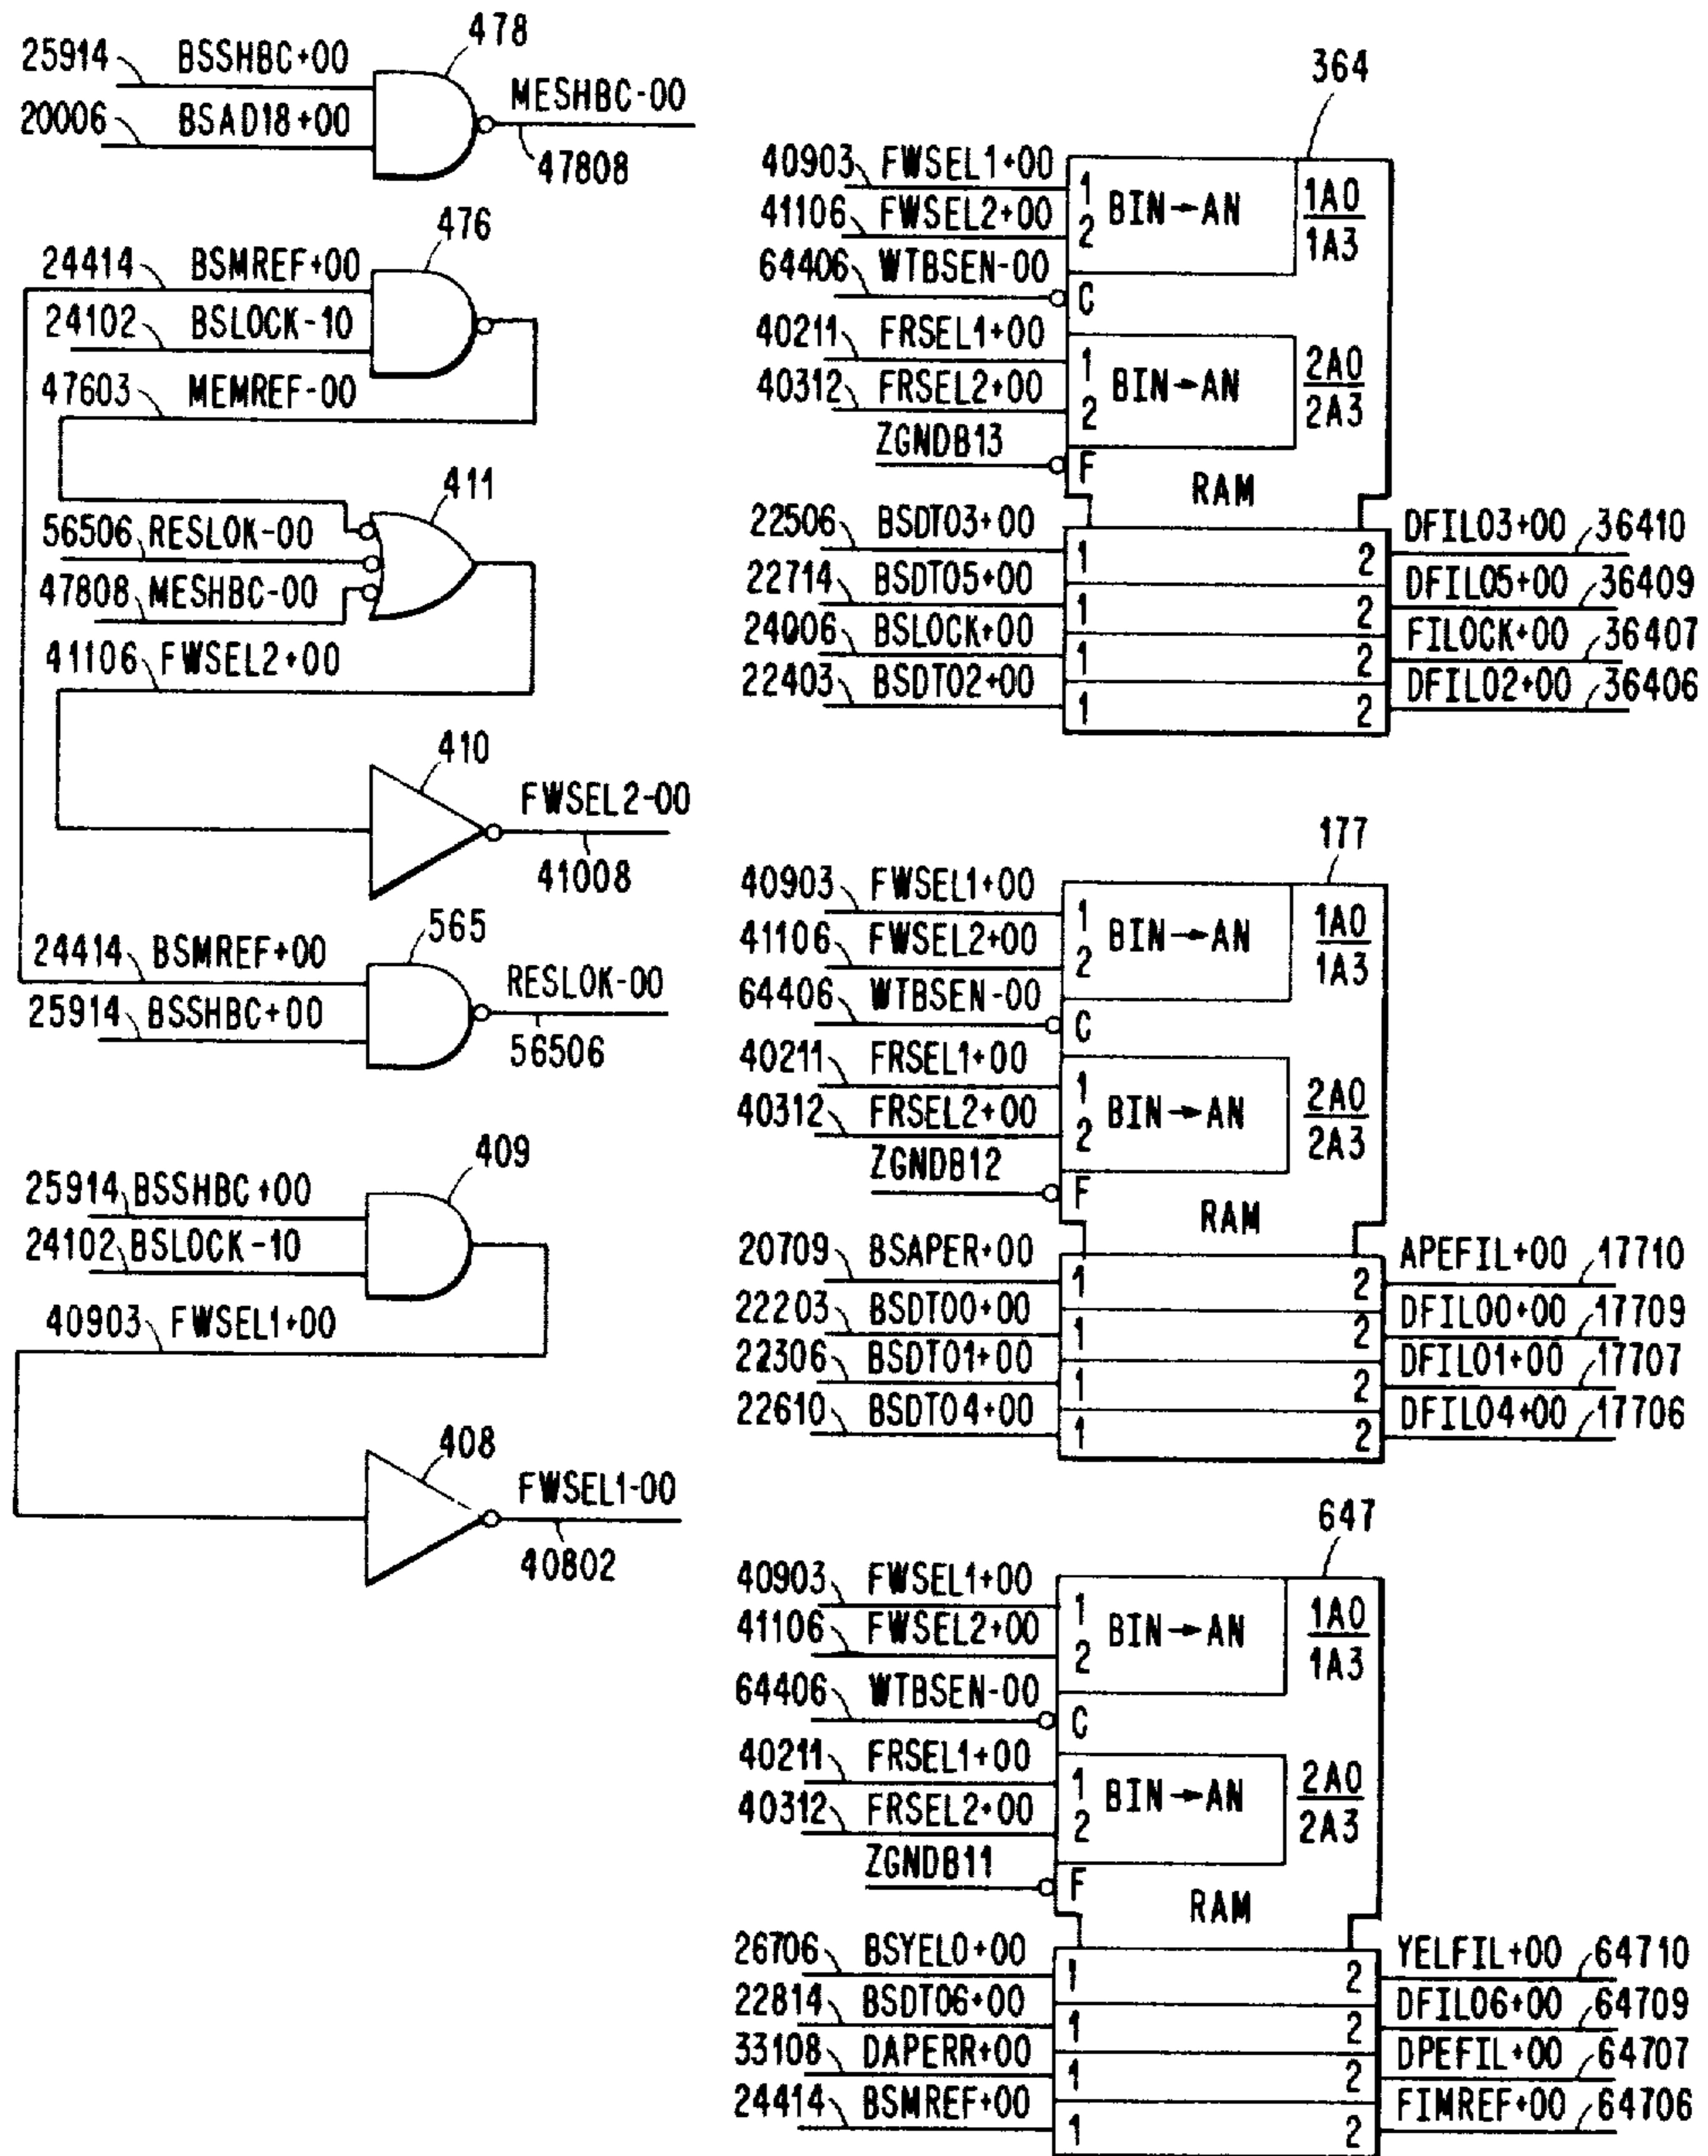 478
25914 BSSHBC+00
MESHBC-00
20006 BSAD18+00
47808
476
24414 BSMREF+00
24102 BSLOCK-10
47603 MEMREF-00
411
56506 RESLOK-00
47808 MESHBC-00
41106 FWSEL2+00
410
FWSEL2-00
41008
565
24414 BSMREF+00
RESLOK-00
25914 BSSHBC+00
56506
409
25914 BSSHBC+00
24102 BSLOCK-10
40903 FWSEL1+00
408
FWSEL1-00
40802
364
40903 FWSEL1+00 1 BIN→AN 1A0
41106 FWSEL2+00 2 1A3
64406 WTBSEN-00 C
40211 FRSEL1+00 1 BIN→AN 2A0
40312 FRSEL2+00 2 2A3
ZGNDB13 F
RAM
22506 BSDT03+00 1 2 DFIL03+00 36410
22714 BSDT05+00 1 2 DFIL05+00 36409
24006 BSLOCK+00 1 2 FILOCK+00 36407
22403 BSDT02+00 1 2 DFIL02+00 36406
177
40903 FWSEL1+00 1 BIN→AN 1A0
41106 FWSEL2+00 2 1A3
64406 WTBSEN-00 C
40211 FRSEL1+00 1 BIN→AN 2A0
40312 FRSEL2+00 2 2A3
ZGNDB12 F
RAM
20709 BSAPER+00 1 2 APEFIL+00 17710
22203 BSDT00+00 1 2 DFIL00+00 17709
22306 BSDT01+00 1 2 DFIL01+00 17707
22610 BSDT04+00 1 2 DFIL04+00 17706
647
40903 FWSEL1+00 1 BIN→AN 1A0
41106 FWSEL2+00 2 1A3
64406 WTBSEN-00 C
40211 FRSEL1+00 1 BIN→AN 2A0
40312 FRSEL2+00 2 2A3
ZGNDB11 F
RAM
26706 BSYEL0+00 1 2 YELFIL+00 64710
22814 BSDT06+00 1 2 DFIL06+00 64709
33108 DAPERR+00 1 2 DPEFIL+00 64707
24414 BSMREF+00 1 2 FIMREF+00 64706